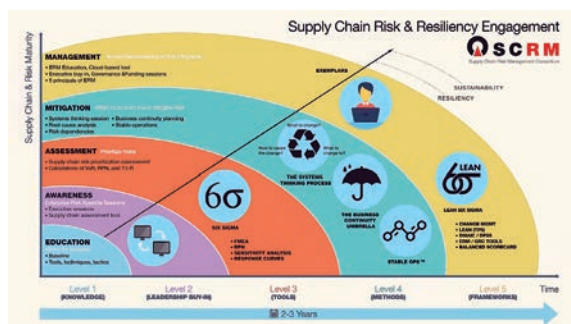 Supply Chain Risk & Resiliency Engagement
SCRM
Supply Chain Risk Management Consortium
Supply Chain & Risk Maturity
MANAGEMENT
• ERM Education, Cloud-based tool
• Executive buy-in, Governance &Funding sessions
• 5 principals of ERM
EXEMPLARS
SUSTAINABILITY
RESILIENCY
MITIGATION
• Systems thinking session
• Business continuity planning
• Root cause analysis
• Stable operations
• Risk dependencies
What to change?
How to cause the change?
What to change to?
THE SYSTEMS THINKING PROCESS
ASSESSMENT
Prioritize Risks
• Supply chain risk prioritization assessment
• Calculations of VaR, RPN, and
6σ
SIX SIGMA
• FMEA
• RPN
• SENSITIVITY ANALYSIS
• RESPONSE CURVES
THE BUSINESS CONTINUITY UMBRELLA
STABLE OPS™
LEAN
6σ
LEAN SIX SIGMA
• CHANGE MGMT
• LEAN (TPS)
• DMAIC / DFSS
• GRC TOOLS
• BALANCED SCORECARD
AWARENESS
Enterprise Risk Sessions
• Executive sessions
• Supply chain assessment tool
EDUCATION
• Baseline
• Tools, techniques, tactics
Level 1
(KNOWLEDGE)
Level 2
(LEADERSHIP BUY-IN)
Level 3
(TOOLS)
Level 4
(METHODS)
Level 5
(FRAMEWORKS)
Time
2-3 Years